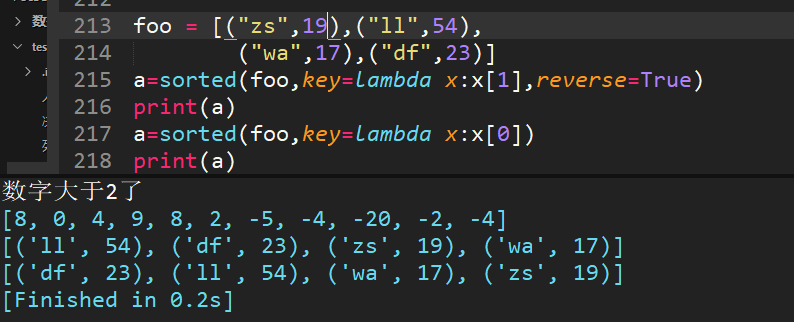 212
数
213 foo = [("zs",19),("ll",54),
tes
214 ("wa",17),("df",23)]
215 a=sorted(foo,key=lambda x:x[1],reverse=True)
216 print(a)
217 a=sorted(foo,key=lambda x:x[0])
218 print(a)
数字大于2了
[8, 0, 4, 9, 8, 2, -5, -4, -20, -2, -4]
[('ll', 54), ('df', 23), ('zs', 19), ('wa', 17)]
[('df', 23), ('ll', 54), ('wa', 17), ('zs', 19)]
[Finished in 0.2s]